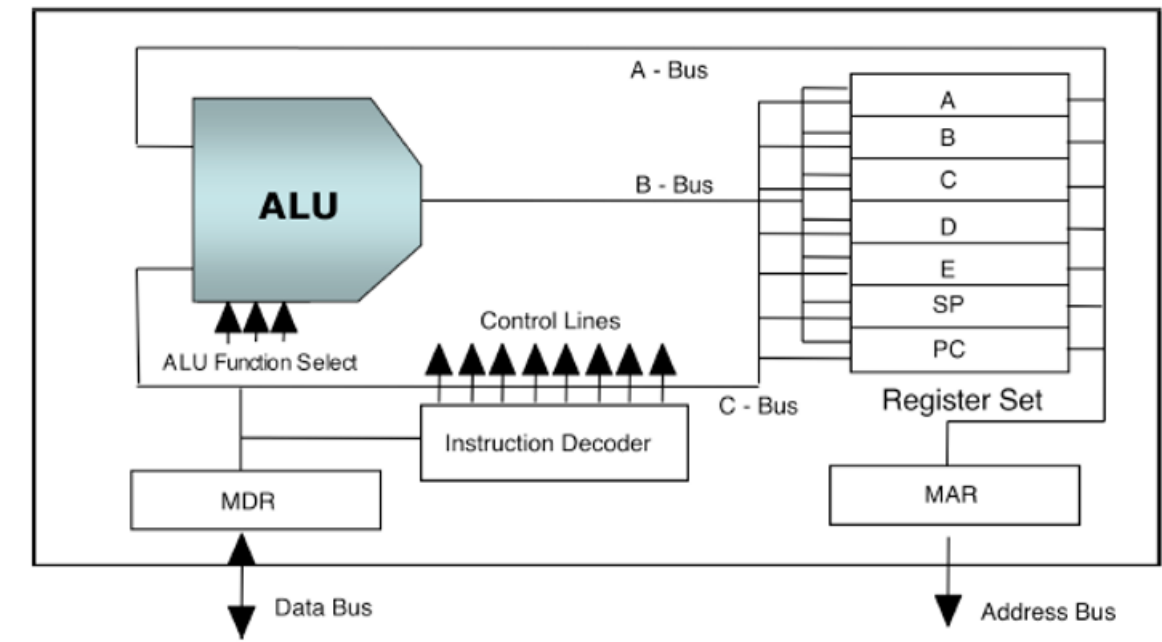 A - Bus
A
B
ALU
B - Bus
C
D
E
Control Lines
SP
ALU Function Select
PC
C - Bus
Register Set
Instruction Decoder
MDR
MAR
Data Bus
Address Bus